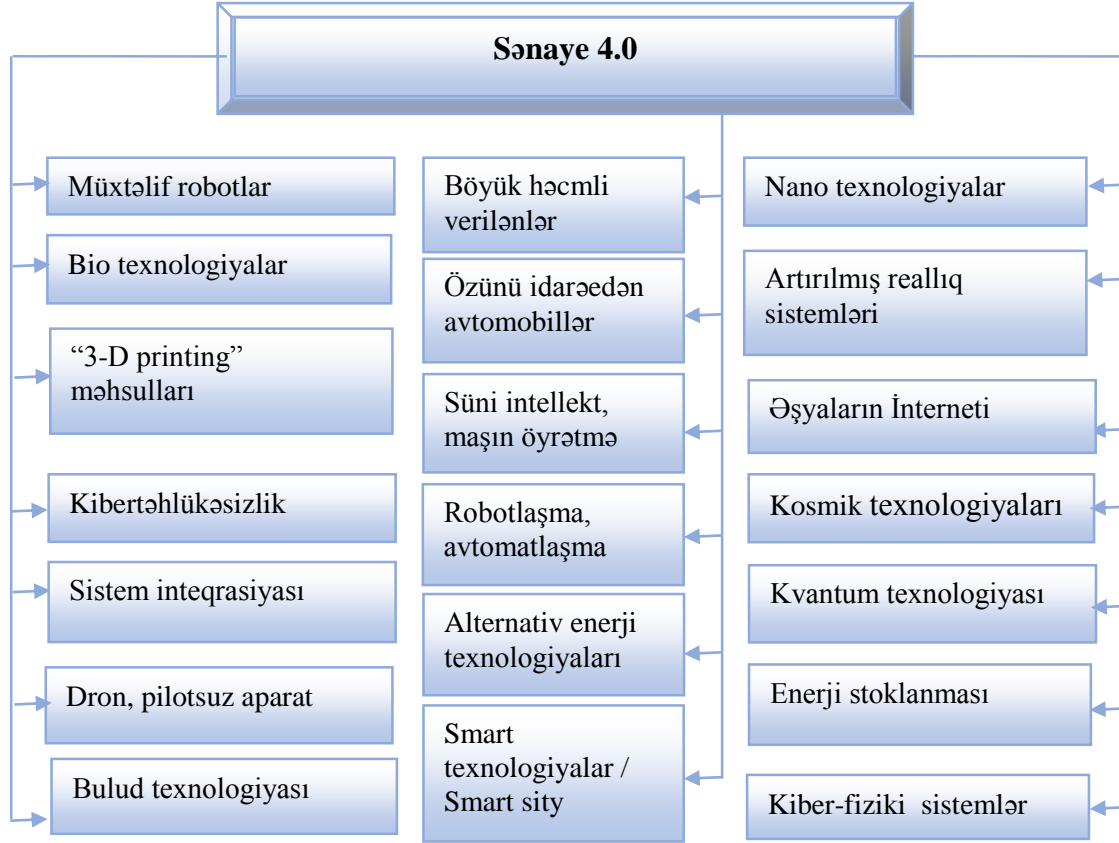 Sənaye 4.0
Müxtəlif robotlar
Bio texnologiyalar
“3-D printing”
məhsulları
Kibertəhlükəsizlik
Sistem inteqrasiyası
Dron, pilotsuz aparat
Bulud texnologiyası
Böyük həcmli
verilənlər
Özünü idarəedən
avtomobillər
Süni intellekt,
maşın öyrətmə
Robotlaşma,
avtomatlaşma
Alternativ enerji
texnologiyaları
Smart
texnologiyalar /
Smart sity
Nano texnologiyalar
Artırılmış reallıq
sistemləri
Əşyaların İnterneti
Kosmik texnologiyaları
Kvantum texnologiyası
Enerji stoklanması
Kiber-fiziki sistemlər